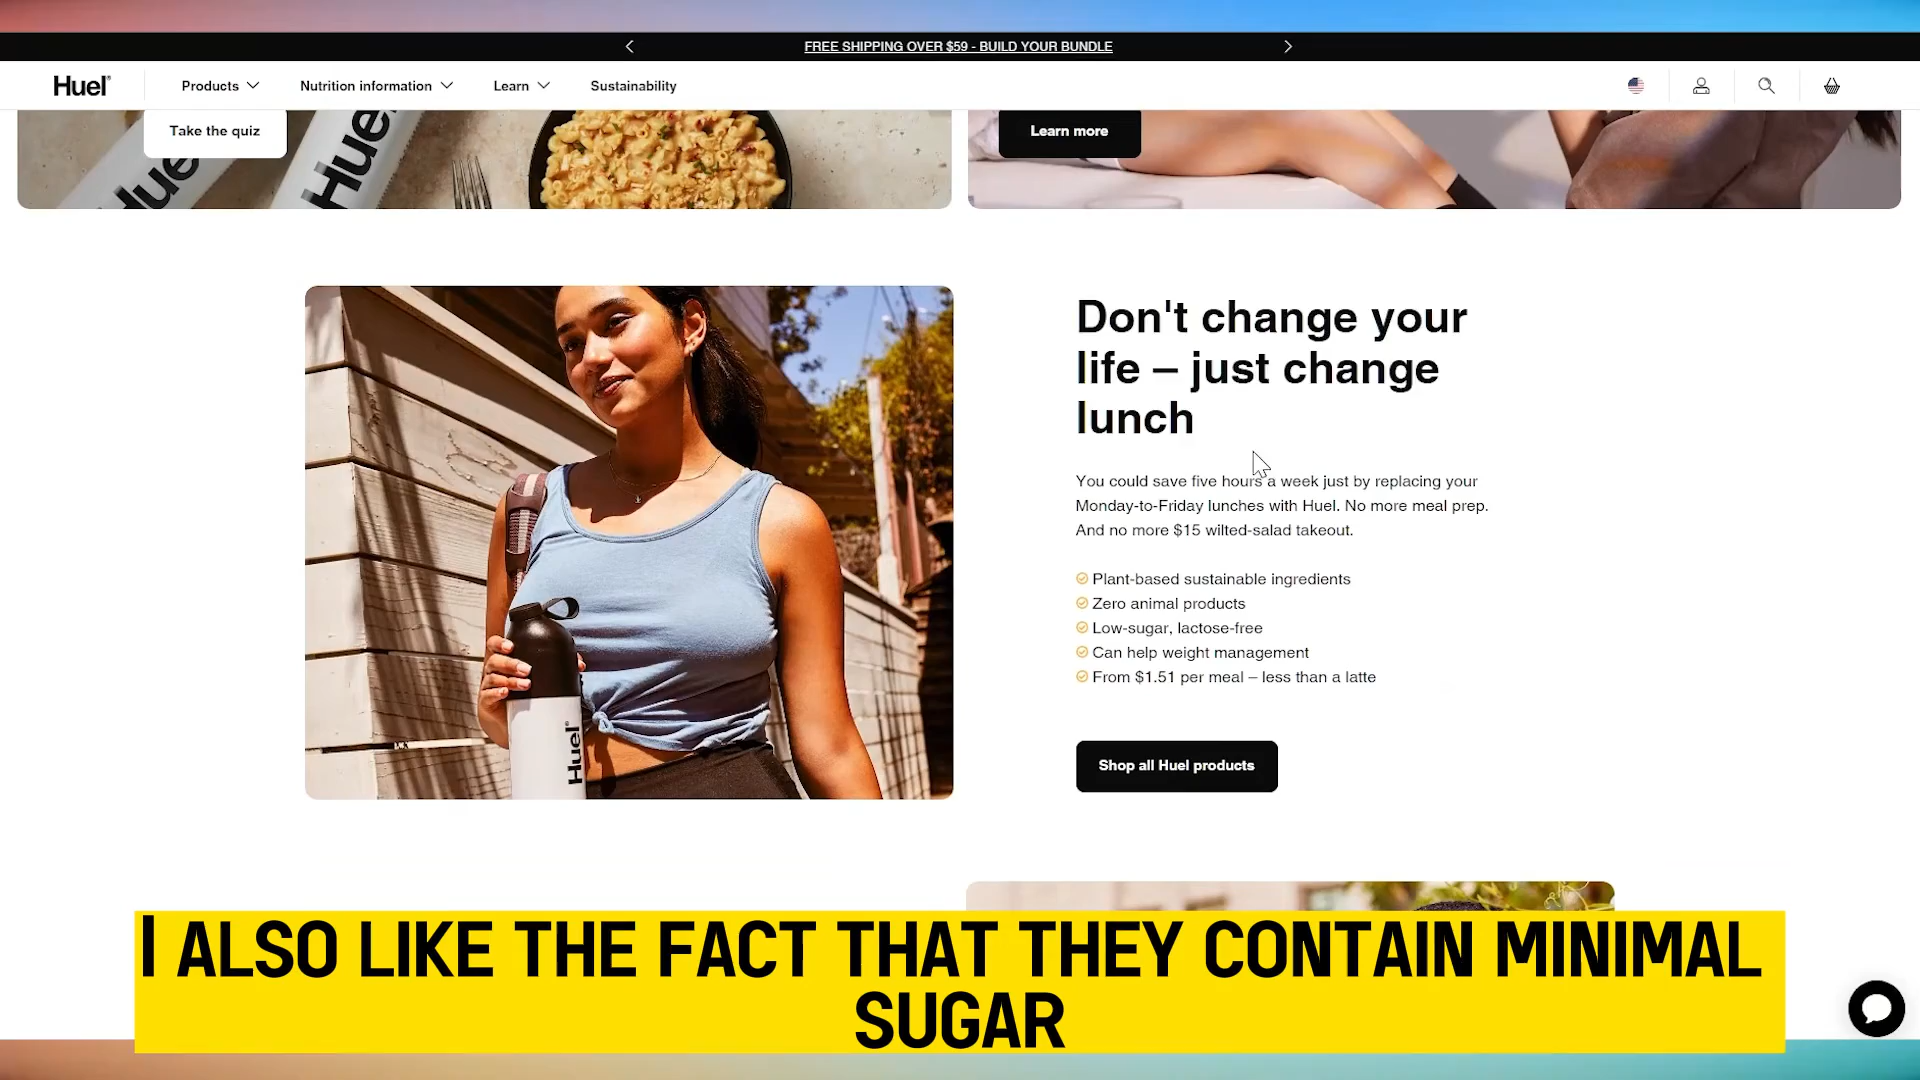 FREE SHIPPING OVER $59 - BUILD YOUR BUNDLE
Huel®
Products
Nutrition information
Learn
Sustainability
Take the quiz
Huel
Huel
Learn more
Don't change your
life – just change
lunch
You could save five hours a week just by replacing your
Monday-to-Friday lunches with Huel. No more meal prep.
And no more $15 wilted-salad takeout.
Plant-based sustainable ingredients
Zero animal products
Low-sugar, lactose-free
Can help weight management
From $1.51 per meal – less than a latte
Huel®
Shop all Huel products
I ALSO LIKE THE FACT THAT THEY CONTAIN MINIMAL
SUGAR